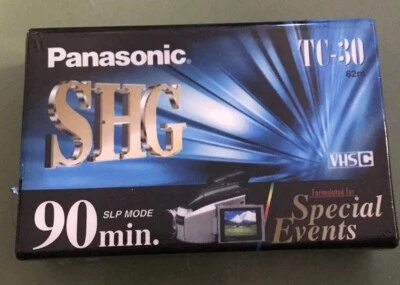 Panasonic®
TC-30
62m
SHG
VHS C
90 min.
SLP MODE
Formulated for
Special
Events